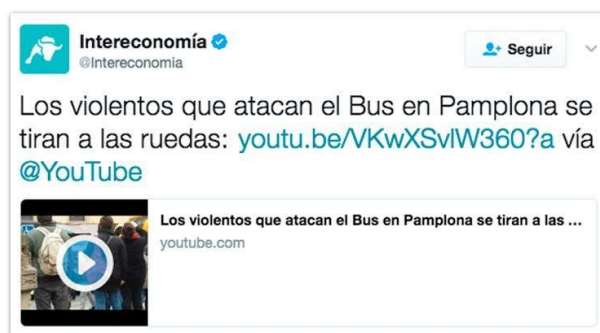 Intereconomía
@Intereconomia
Seguir
Los violentos que atacan el Bus en Pamplona se
tiran a las ruedas: youtu.be/VKwXSvlW360?a vía
@YouTube
Los violentos que atacan el Bus en Pamplona se tiran a las ...
youtube.com